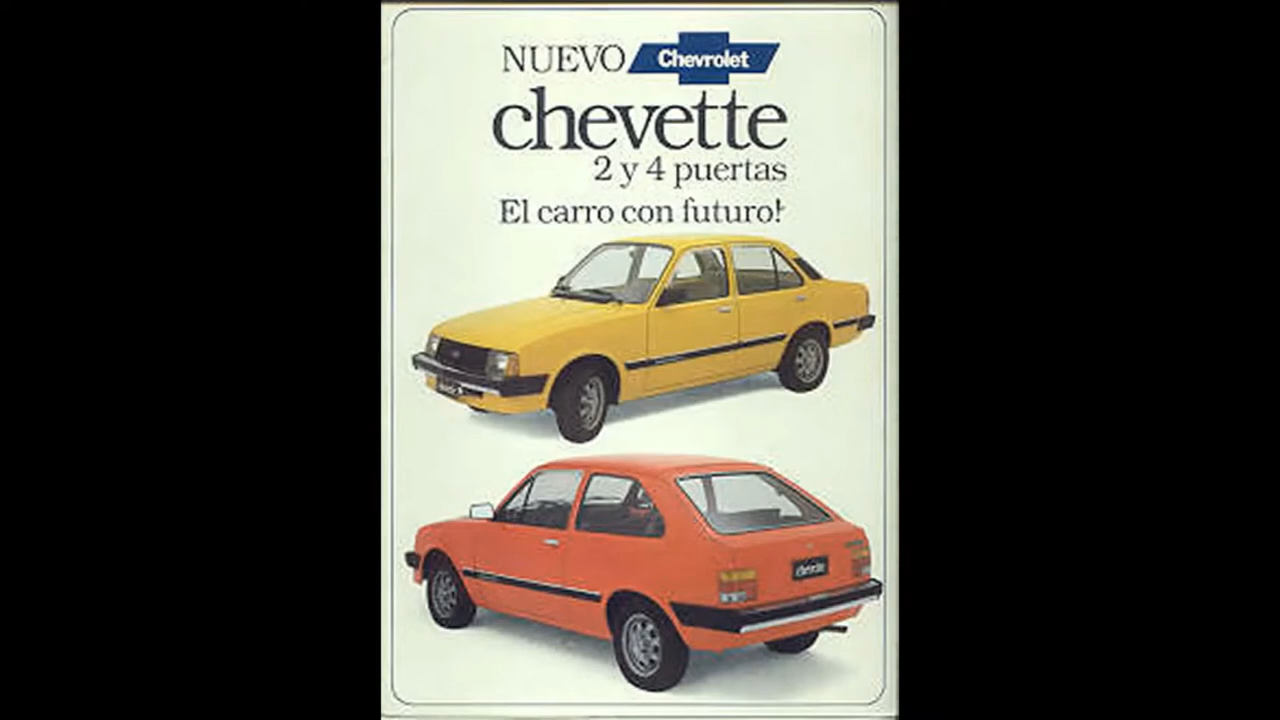 NUEVO Chevrolet
chevette
2 y 4 puertas
El carro con futuro!
chevette